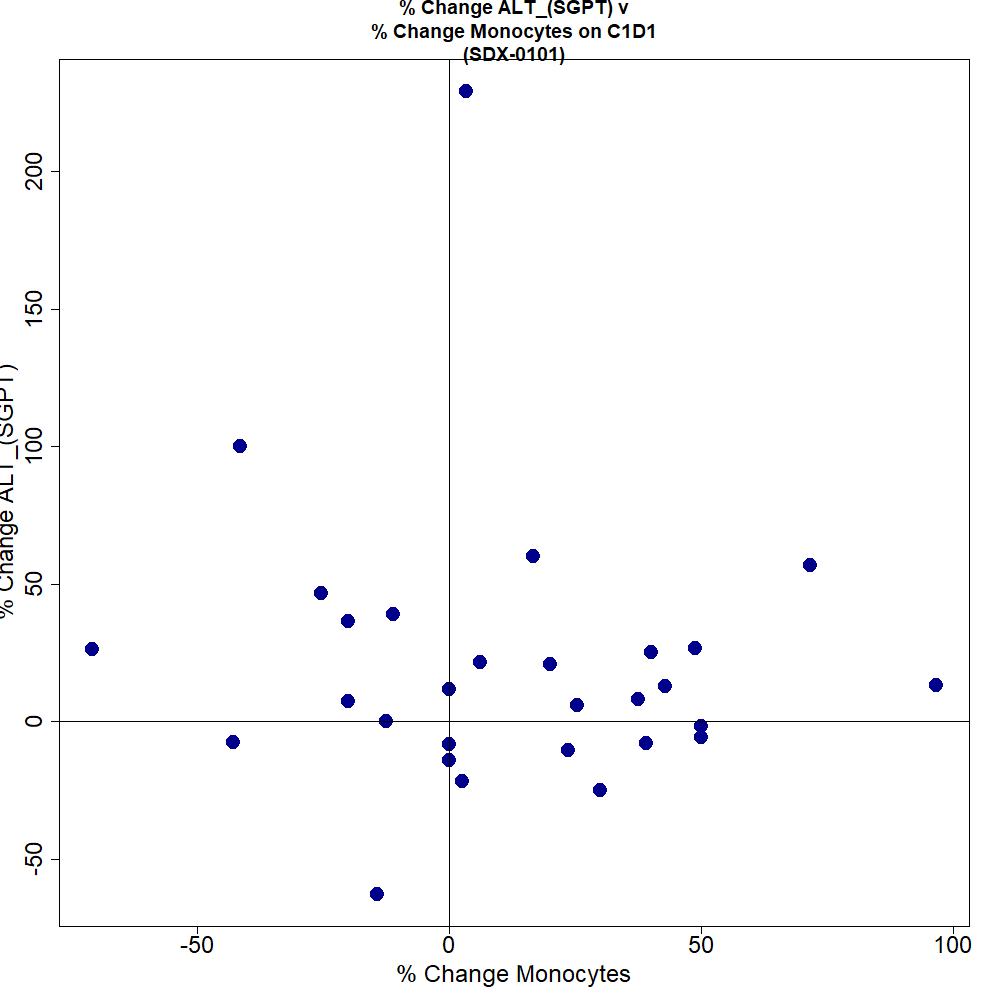 % Change ALT_(SGPT) v
% Change Monocytes on C1D1
(SDX-0101)
% Change ALT_(SGPT)
200
150
100
50
0
-50
-50
0
50
100
% Change Monocytes